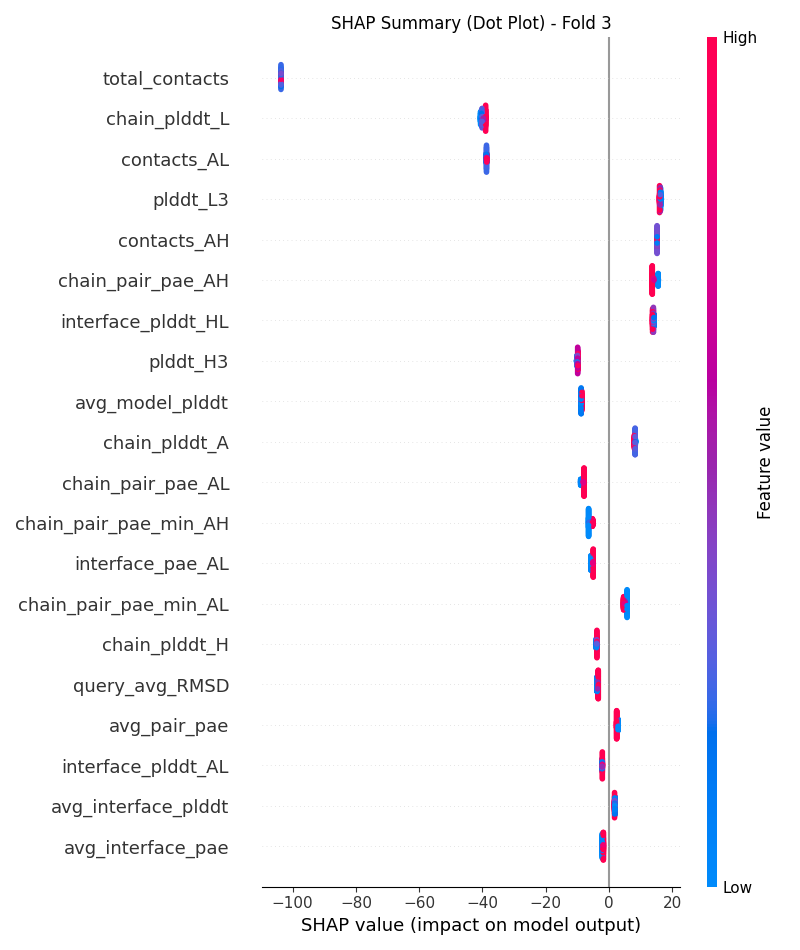 SHAP Summary (Dot Plot) - Fold 3
High
total_contacts
chain_plddt_L
contacts_AL
plddt_L3
contacts_AH
chain_pair_pae_AH
interface_plddt_HL
plddt_H3
avg_model_plddt
chain_plddt_A
chain_pair_pae_AL
chain_pair_pae_min_AH
interface_pae_AL
chain_pair_pae_min_AL
chain_plddt_H
query_avg_RMSD
avg_pair_pae
interface_plddt_AL
avg_interface_plddt
avg_interface_pae
Feature value
Low
−100 −80 −60 −40 −20 0 20
SHAP value (impact on model output)